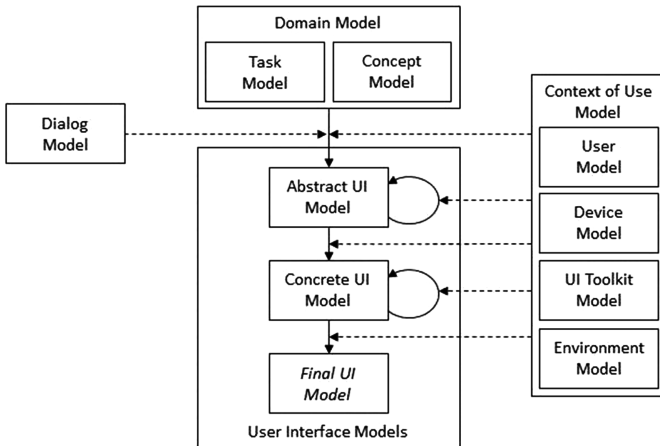 Domain Model
Task
Model
Concept
Model
Dialog
Model
Context of Use
Model
User
Model
Device
Model
UI Toolkit
Model
Environment
Model
Abstract UI
Model
Concrete UI
Model
Final UI
Model
User Interface Models